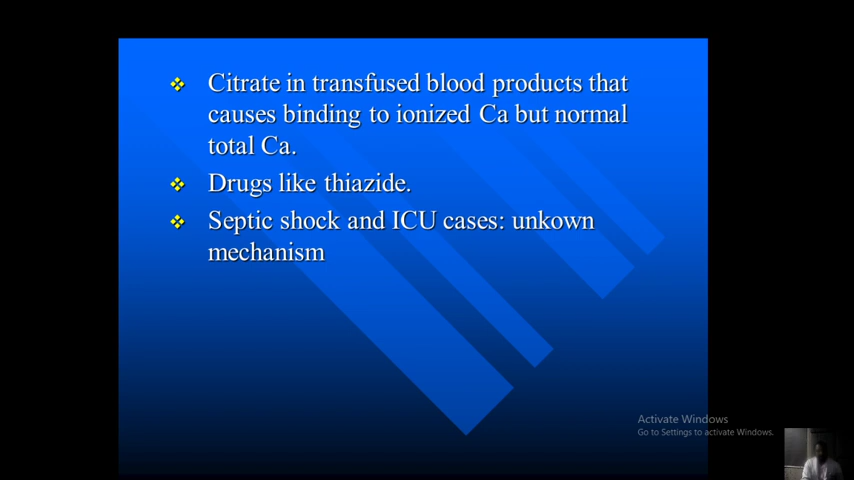 Citrate in transfused blood products that
causes binding to ionized Ca but normal
total Ca.
Drugs like thiazide.
Septic shock and ICU cases: unkown
mechanism
Activate Windows
Go to Settings to activate Windows.